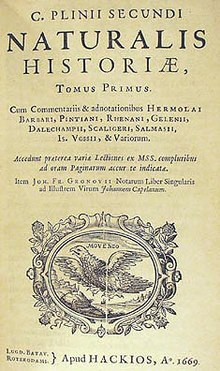 C. PLINII SECUNDI
NATURALIS
HISTORIÆ,
TOMUS PRIMUS.
Cum Commentariis & adnotationibus HERMOLAI
BARBARI, PINTIANI, RHENANI, GELENII,
DALECHAMPII, SCALIGERI, SALMASII,
IS. VOSSII, & Variorum.
Accedunt præterea variæ Lectiones ex MSS. compluribus
ad oram Paginarum accurate indicatæ.
Item JOH. FR. GRONOVII Notarum Liber Singularis
ad Illustrem Virum Johannem Capelanum.
MOVENDO
LUGD. BATAV.
ROTERODAMI. } Apud HACKIOS, Aº. 1669.